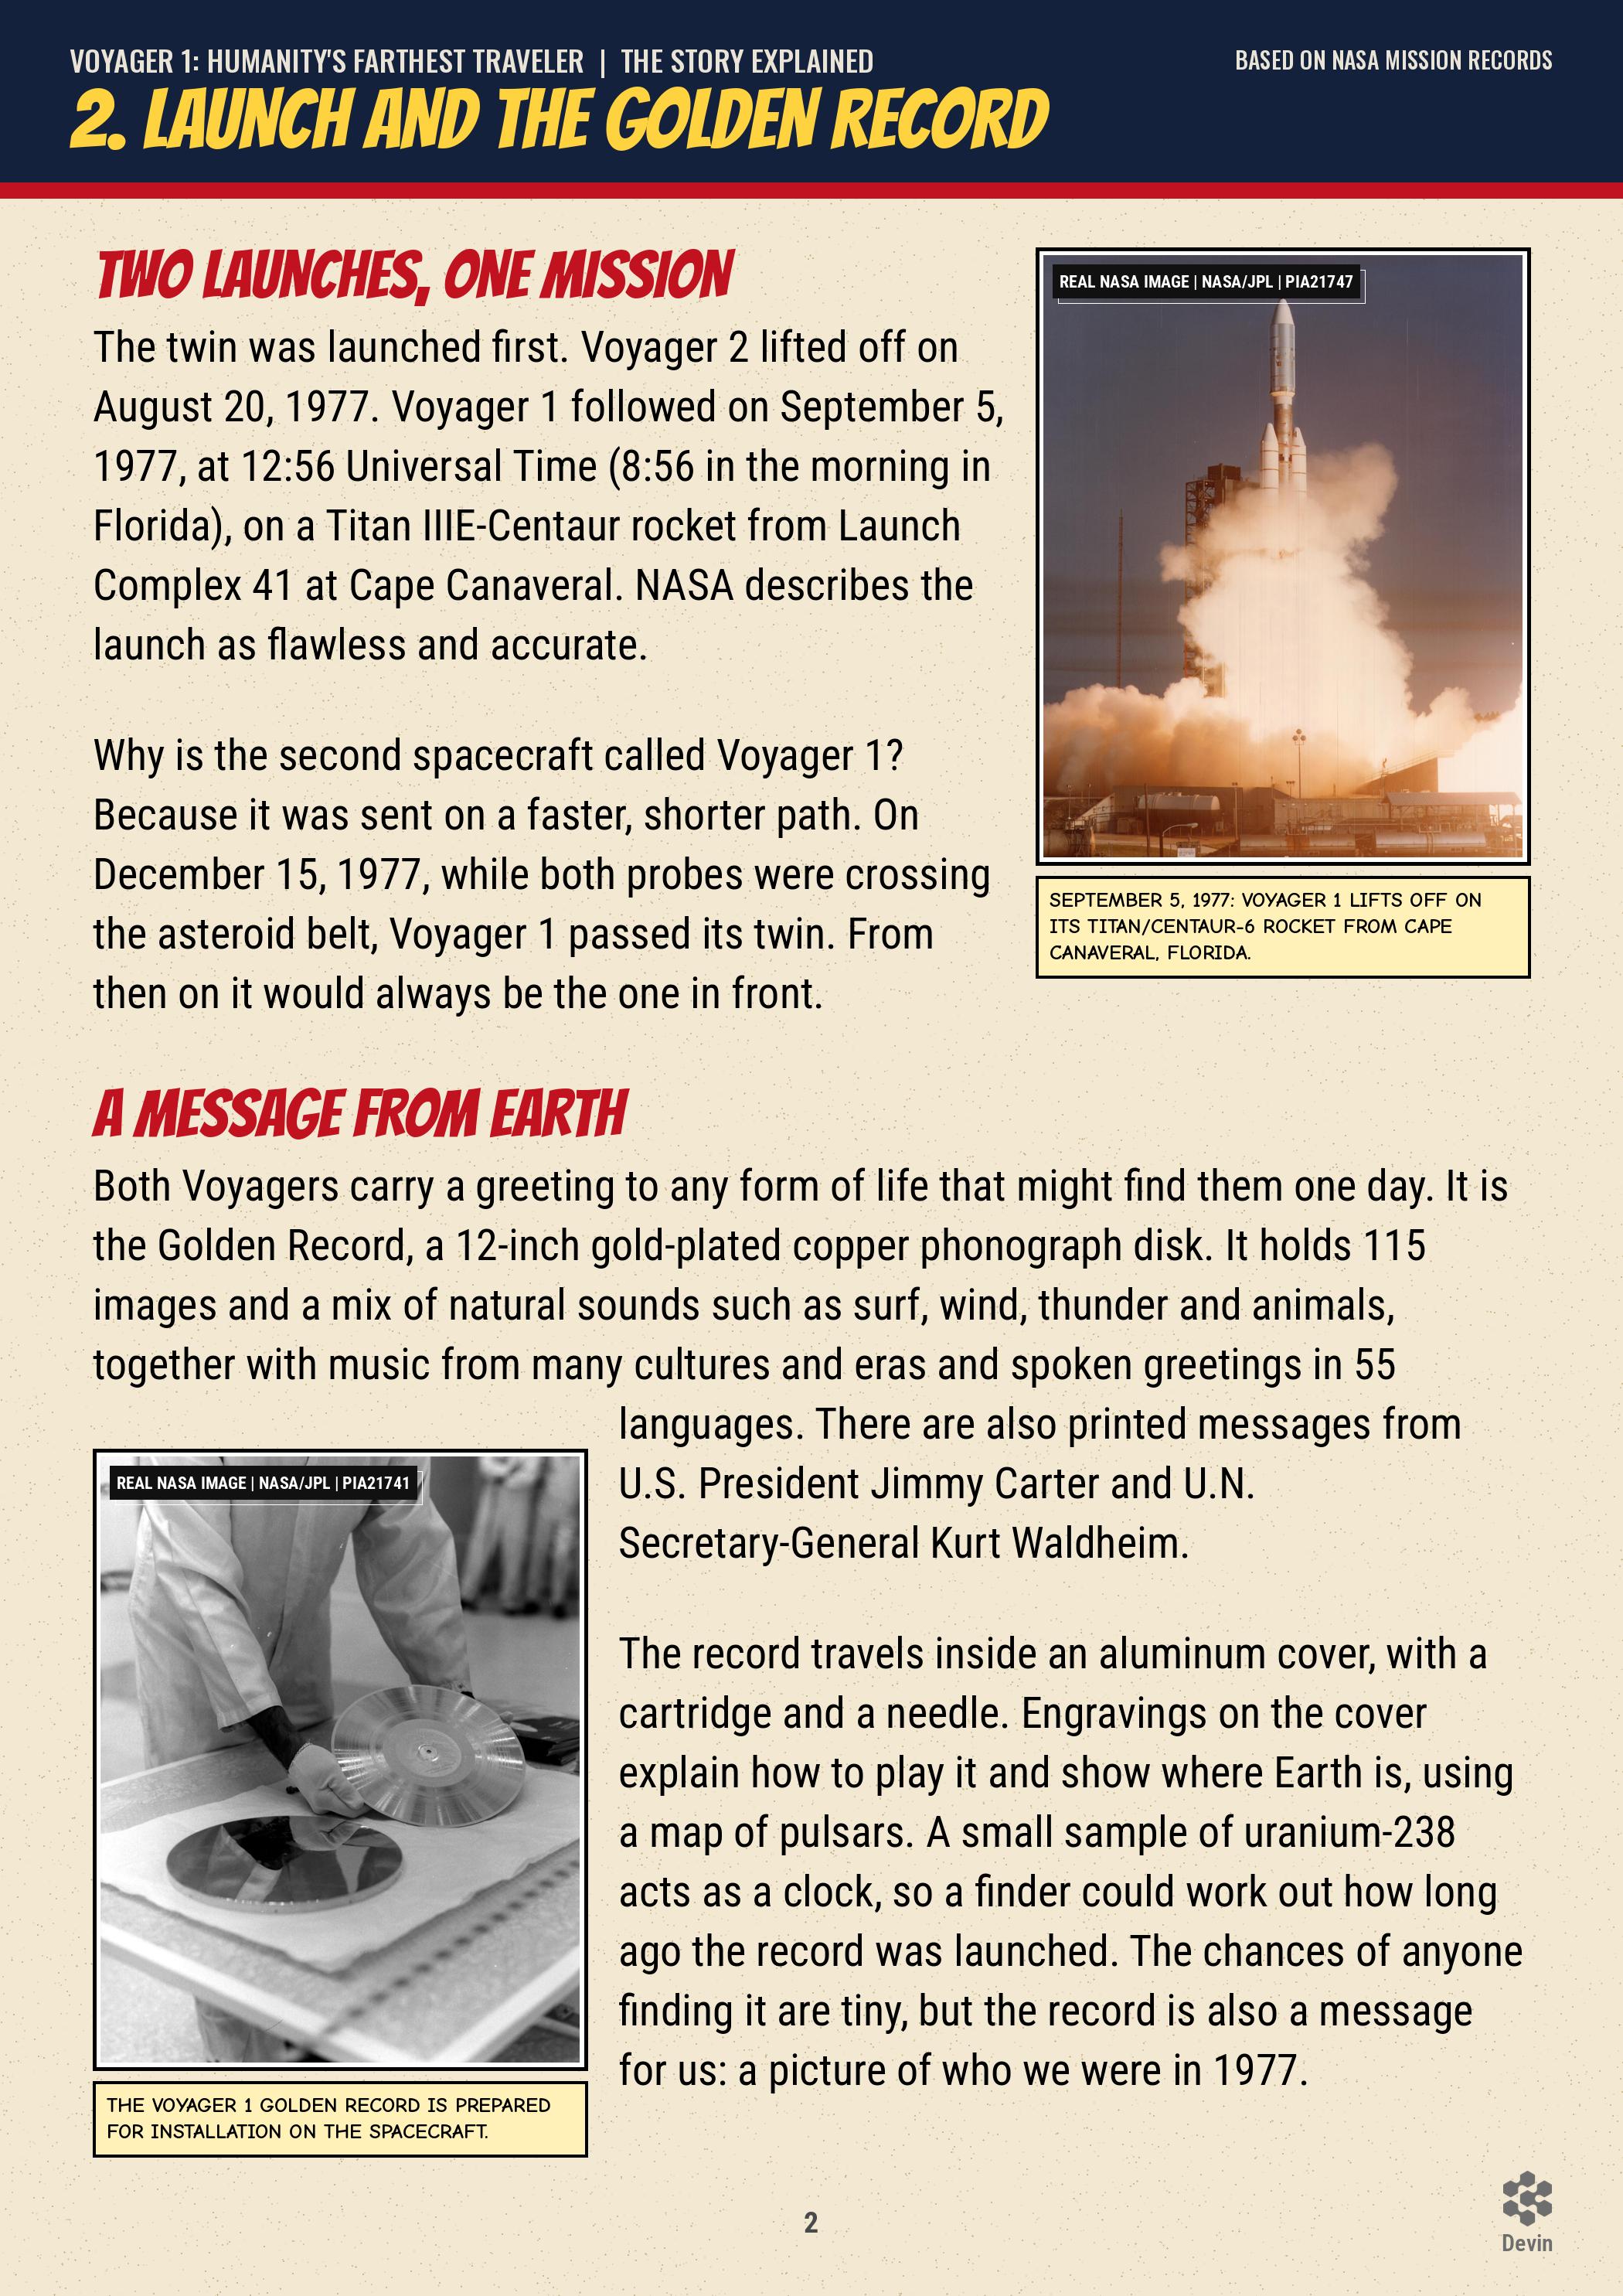 VOYAGER 1: HUMANITY'S FARTHEST TRAVELER | THE STORY EXPLAINED
BASED ON NASA MISSION RECORDS
2. LAUNCH AND THE GOLDEN RECORD
TWO LAUNCHES, ONE MISSION
The twin was launched first. Voyager 2 lifted off on
August 20, 1977. Voyager 1 followed on September 5,
1977, at 12:56 Universal Time (8:56 in the morning in
Florida), on a Titan IIIE-Centaur rocket from Launch
Complex 41 at Cape Canaveral. NASA describes the
launch as flawless and accurate.
Why is the second spacecraft called Voyager 1?
Because it was sent on a faster, shorter path. On
December 15, 1977, while both probes were crossing
the asteroid belt, Voyager 1 passed its twin. From
then on it would always be the one in front.
REAL NASA IMAGE | NASA/JPL | PIA21747
SEPTEMBER 5, 1977: VOYAGER 1 LIFTS OFF ON
ITS TITAN/CENTAUR-6 ROCKET FROM CAPE
CANAVERAL, FLORIDA.
A MESSAGE FROM EARTH
Both Voyagers carry a greeting to any form of life that might find them one day. It is
the Golden Record, a 12-inch gold-plated copper phonograph disk. It holds 115
images and a mix of natural sounds such as surf, wind, thunder and animals,
together with music from many cultures and eras and spoken greetings in 55
languages. There are also printed messages from
U.S. President Jimmy Carter and U.N.
Secretary-General Kurt Waldheim.
The record travels inside an aluminum cover, with a
cartridge and a needle. Engravings on the cover
explain how to play it and show where Earth is, using
a map of pulsars. A small sample of uranium-238
acts as a clock, so a finder could work out how long
ago the record was launched. The chances of anyone
finding it are tiny, but the record is also a message
for us: a picture of who we were in 1977.
REAL NASA IMAGE | NASA/JPL | PIA21741
THE VOYAGER 1 GOLDEN RECORD IS PREPARED
FOR INSTALLATION ON THE SPACECRAFT.
2
Devin